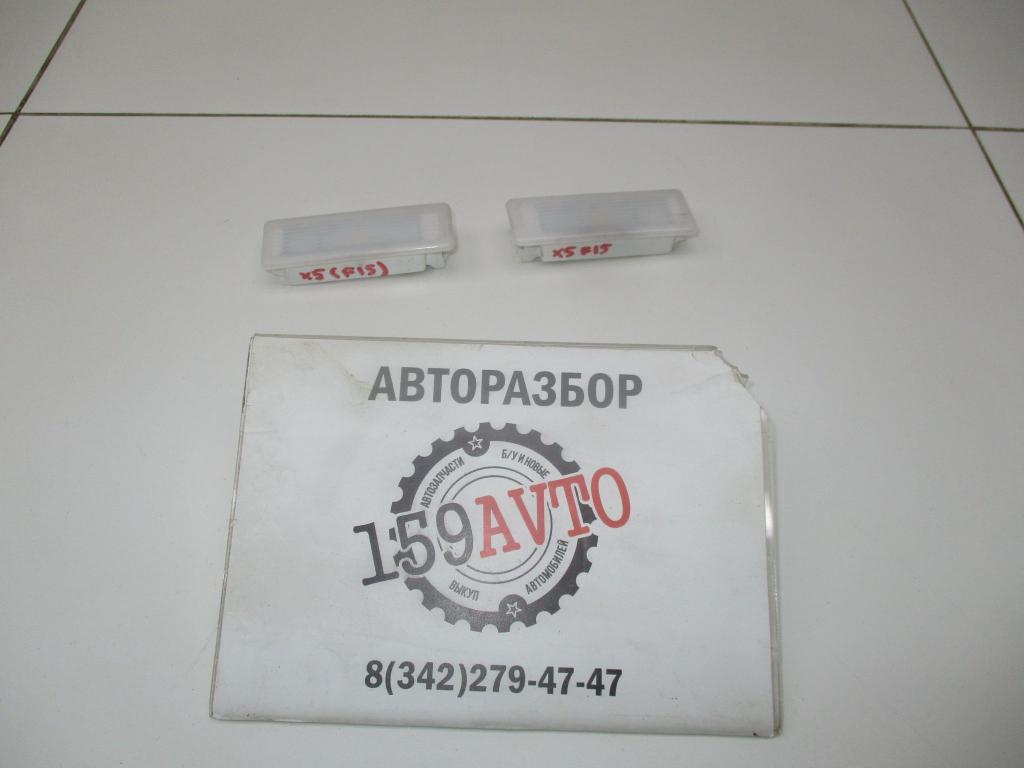 X5 (F15)
X5 F15
АВТОРАЗБОР
АВТОЗАПЧАСТИ
Б/У И НОВЫЕ
159AVTO
ВЫКУП
АВТОМОБИЛЕЙ
8(342)279-47-47